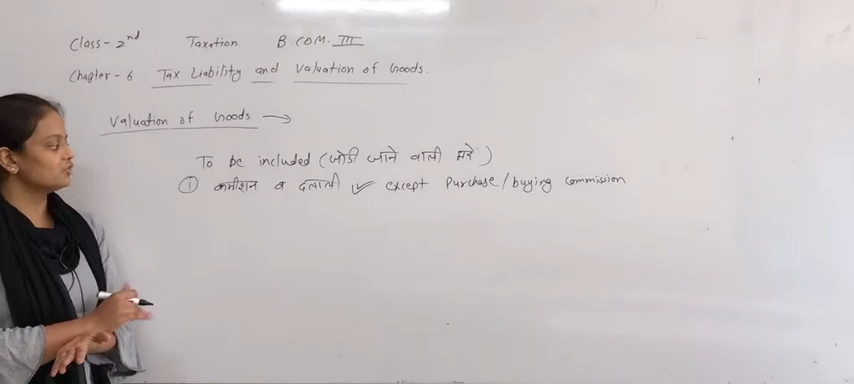 Class - 2nd Taxation B COM. III
Chapter - 6 Tax Liability and Valuation of Goods.
Valuation of Goods →
To be included (जोडी जाने वाली मदे)
① कमीशन व दलाली ✓ except Purchase/buying commission